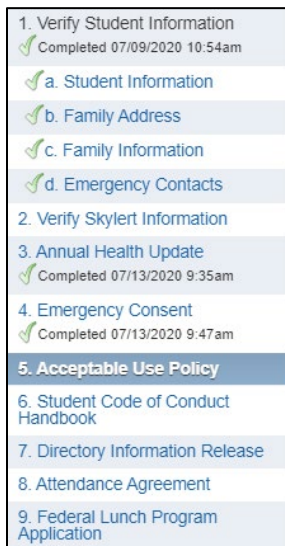 1. Verify Student Information
Completed 07/09/2020 10:54am
a. Student Information
b. Family Address
c. Family Information
d. Emergency Contacts
2. Verify Skylert Information
3. Annual Health Update
Completed 07/13/2020 9:35am
4. Emergency Consent
Completed 07/13/2020 9:47am
5. Acceptable Use Policy
6. Student Code of Conduct
Handbook
7. Directory Information Release
8. Attendance Agreement
9. Federal Lunch Program
Application